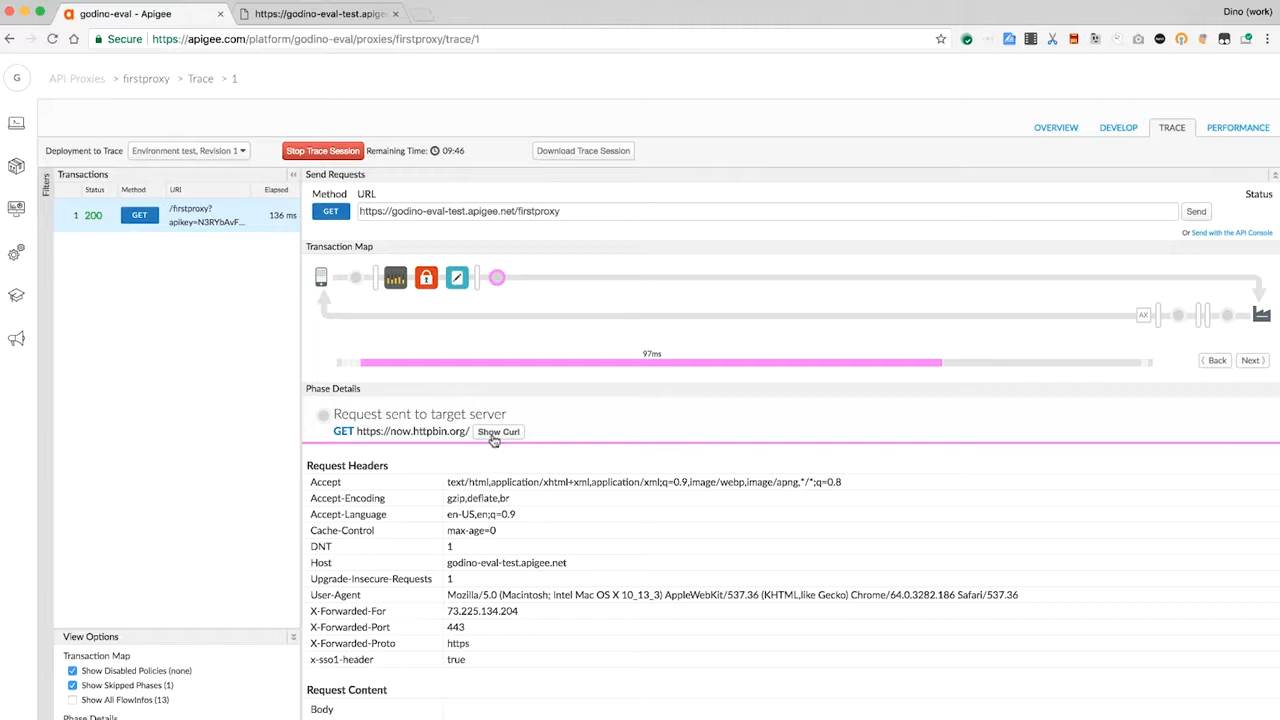 godino-eval - Apigee
https://godino-eval-test.apige
Dino (work)
Secure
https://apigee.com/platform/godino-eval/proxies/firstproxy/trace/1
G
API Proxies > firstproxy > Trace > 1
OVERVIEW
DEVELOP
TRACE
PERFORMANCE
Deployment to Trace
Environment test, Revision 1
Stop Trace Session
Remaining Time: 09:46
Download Trace Session
Filters
Transactions
Status Method URI Elapsed
1 200 GET /firstproxy?
apikey=N3RYbAvF... 136 ms
Send Requests
Method URL Status
GET https://godino-eval-test.apigee.net/firstproxy Send
Or Send with the API Console
Transaction Map
AX
97ms
Back Next
Phase Details
Request sent to target server
GET https://now.httpbin.org/ Show Curl
Request Headers
Accept text/html,application/xhtml+xml,application/xml;q=0.9,image/webp,image/apng,*/*;q=0.8
Accept-Encoding gzip,deflate,br
Accept-Language en-US,en;q=0.9
Cache-Control max-age=0
DNT 1
Host godino-eval-test.apigee.net
Upgrade-Insecure-Requests 1
User-Agent Mozilla/5.0 (Macintosh; Intel Mac OS X 10_13_3) AppleWebKit/537.36 (KHTML,like Gecko) Chrome/64.0.3282.186 Safari/537.36
X-Forwarded-For 73.225.134.204
X-Forwarded-Port 443
X-Forwarded-Proto https
x-sso1-header true
Request Content
Body
View Options
Transaction Map
Show Disabled Policies (none)
Show Skipped Phases (1)
Show All FlowInfos (13)
Phase Details